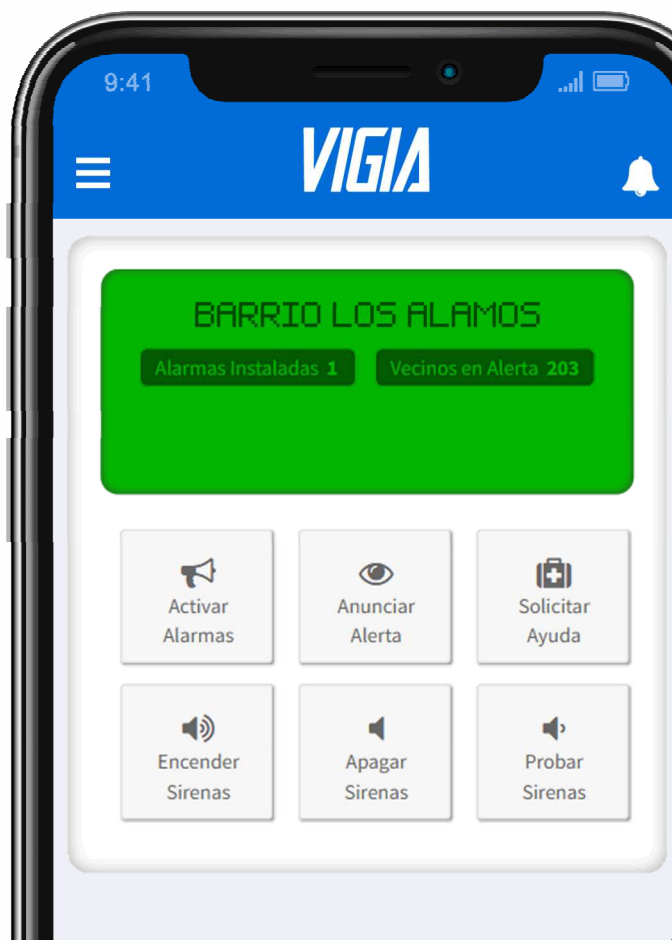 9:41
VIGIA
BARRIO LOS ALAMOS
Alarmas Instaladas 1 Vecinos en Alerta 203
Activar Alarmas
Anunciar Alerta
Solicitar Ayuda
Encender Sirenas
Apagar Sirenas
Probar Sirenas